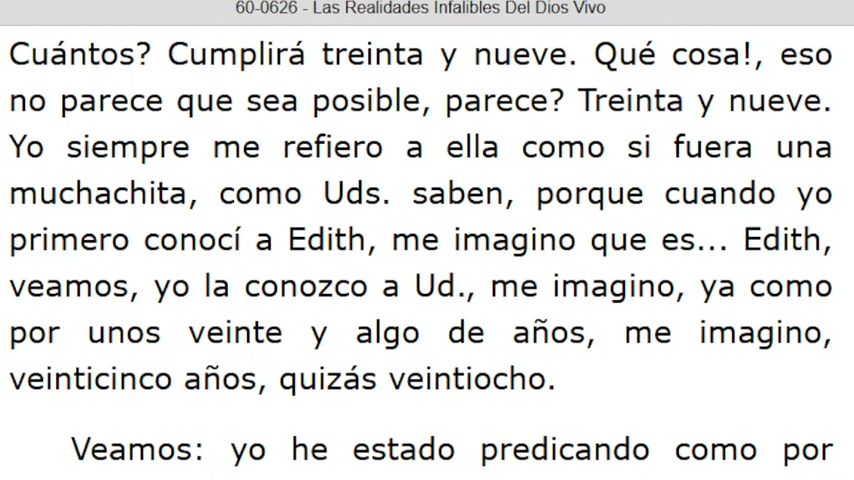 60-0626 - Las Realidades Infalibles Del Dios Vivo
Cuántos? Cumplirá treinta y nueve. Qué cosa!, eso
no parece que sea posible, parece? Treinta y nueve.
Yo siempre me refiero a ella como si fuera una
muchachita, como Uds. saben, porque cuando yo
primero conocí a Edith, me imagino que es... Edith,
veamos, yo la conozco a Ud., me imagino, ya como
por unos veinte y algo de años, me imagino,
veinticinco años, quizás veintiocho.
Veamos: yo he estado predicando como por